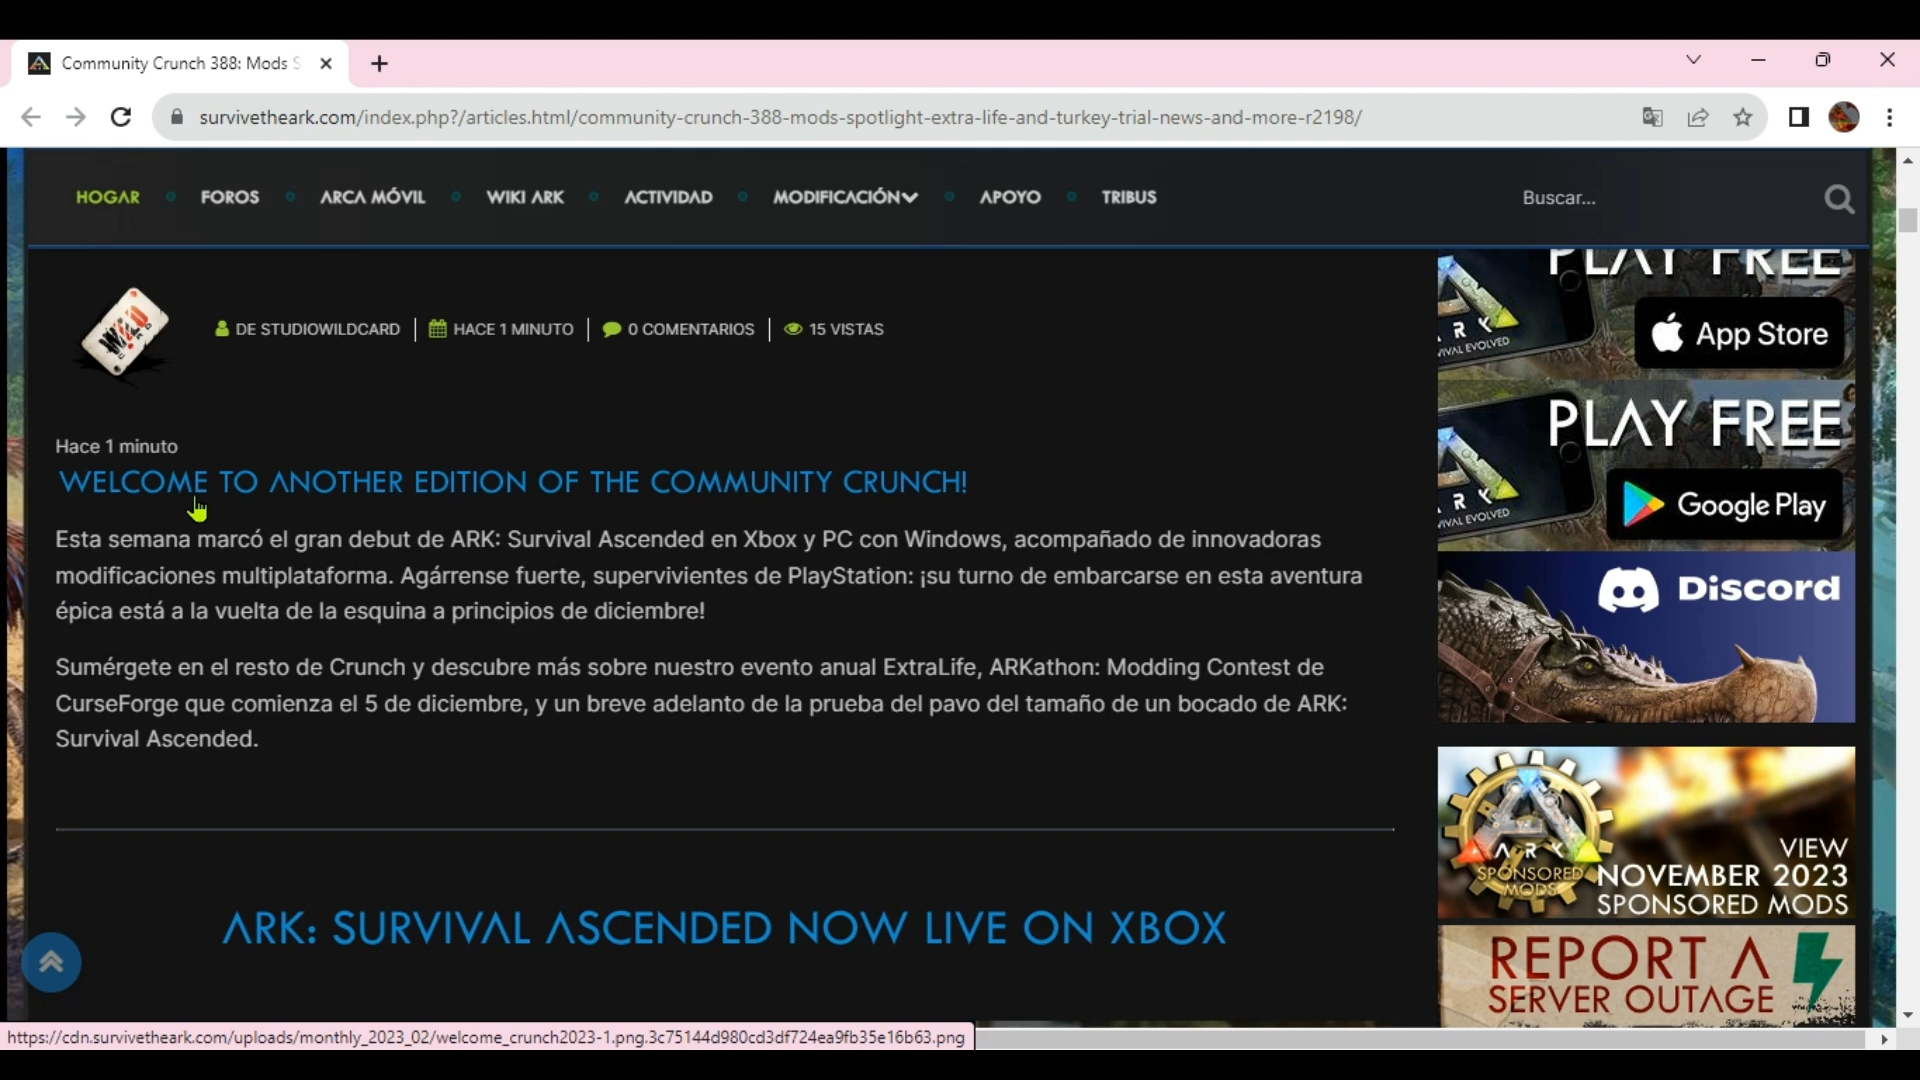 Community Crunch 388: Mods S
survivetheark.com/index.php?/articles.html/community-crunch-388-mods-spotlight-extra-life-and-turkey-trial-news-and-more-r2198/
HOGAR FOROS ARCA MÓVIL WIKI ARK ACTIVIDAD MODIFICACIÓN APOYO TRIBUS Buscar...
DE STUDIOWILDCARD HACE 1 MINUTO 0 COMENTARIOS 15 VISTAS
Hace 1 minuto
WELCOME TO ANOTHER EDITION OF THE COMMUNITY CRUNCH!
Esta semana marcó el gran debut de ARK: Survival Ascended en Xbox y PC con Windows, acompañado de innovadoras
modificaciones multiplataforma. Agárrense fuerte, supervivientes de PlayStation: ¡su turno de embarcarse en esta aventura
épica está a la vuelta de la esquina a principios de diciembre!
Sumérgete en el resto de Crunch y descubre más sobre nuestro evento anual ExtraLife, ARKathon: Modding Contest de
CurseForge que comienza el 5 de diciembre, y un breve adelanto de la prueba del pavo del tamaño de un bocado de ARK:
Survival Ascended.
ARK: SURVIVAL ASCENDED NOW LIVE ON XBOX
PLAY FREE
App Store
PLAY FREE
Google Play
Discord
ARK
SPONSORED
MODS
VIEW
NOVEMBER 2023
SPONSORED MODS
REPORT A
SERVER OUTAGE
https://cdn.survivetheark.com/uploads/monthly_2023_02/welcome_crunch2023-1.png.3c75144d980cd3df724ea9fb35e16b63.png